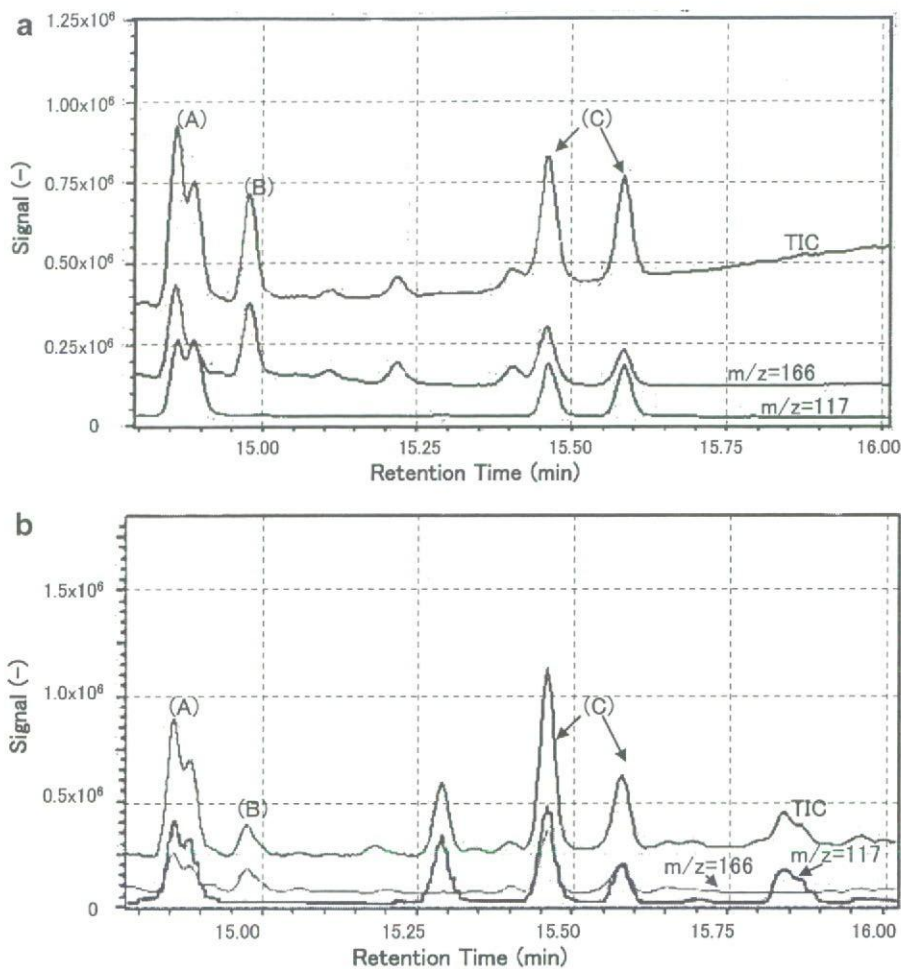 a
1.25x10⁶
1.00x10⁶
0.75x10⁶
0.50x10⁶
0.25x10⁶
0
Signal (-)
(A)
(B)
(C)
TIC
m/z=166
m/z=117
15.00 15.25 15.50 15.75 16.00
Retention Time (min)
b
1.5x10⁶
1.0x10⁶
0.5x10⁶
0
Signal (-)
(A)
(B)
(C)
TIC
m/z=117
m/z=166
15.00 15.25 15.50 15.75 16.00
Retention Time (min)